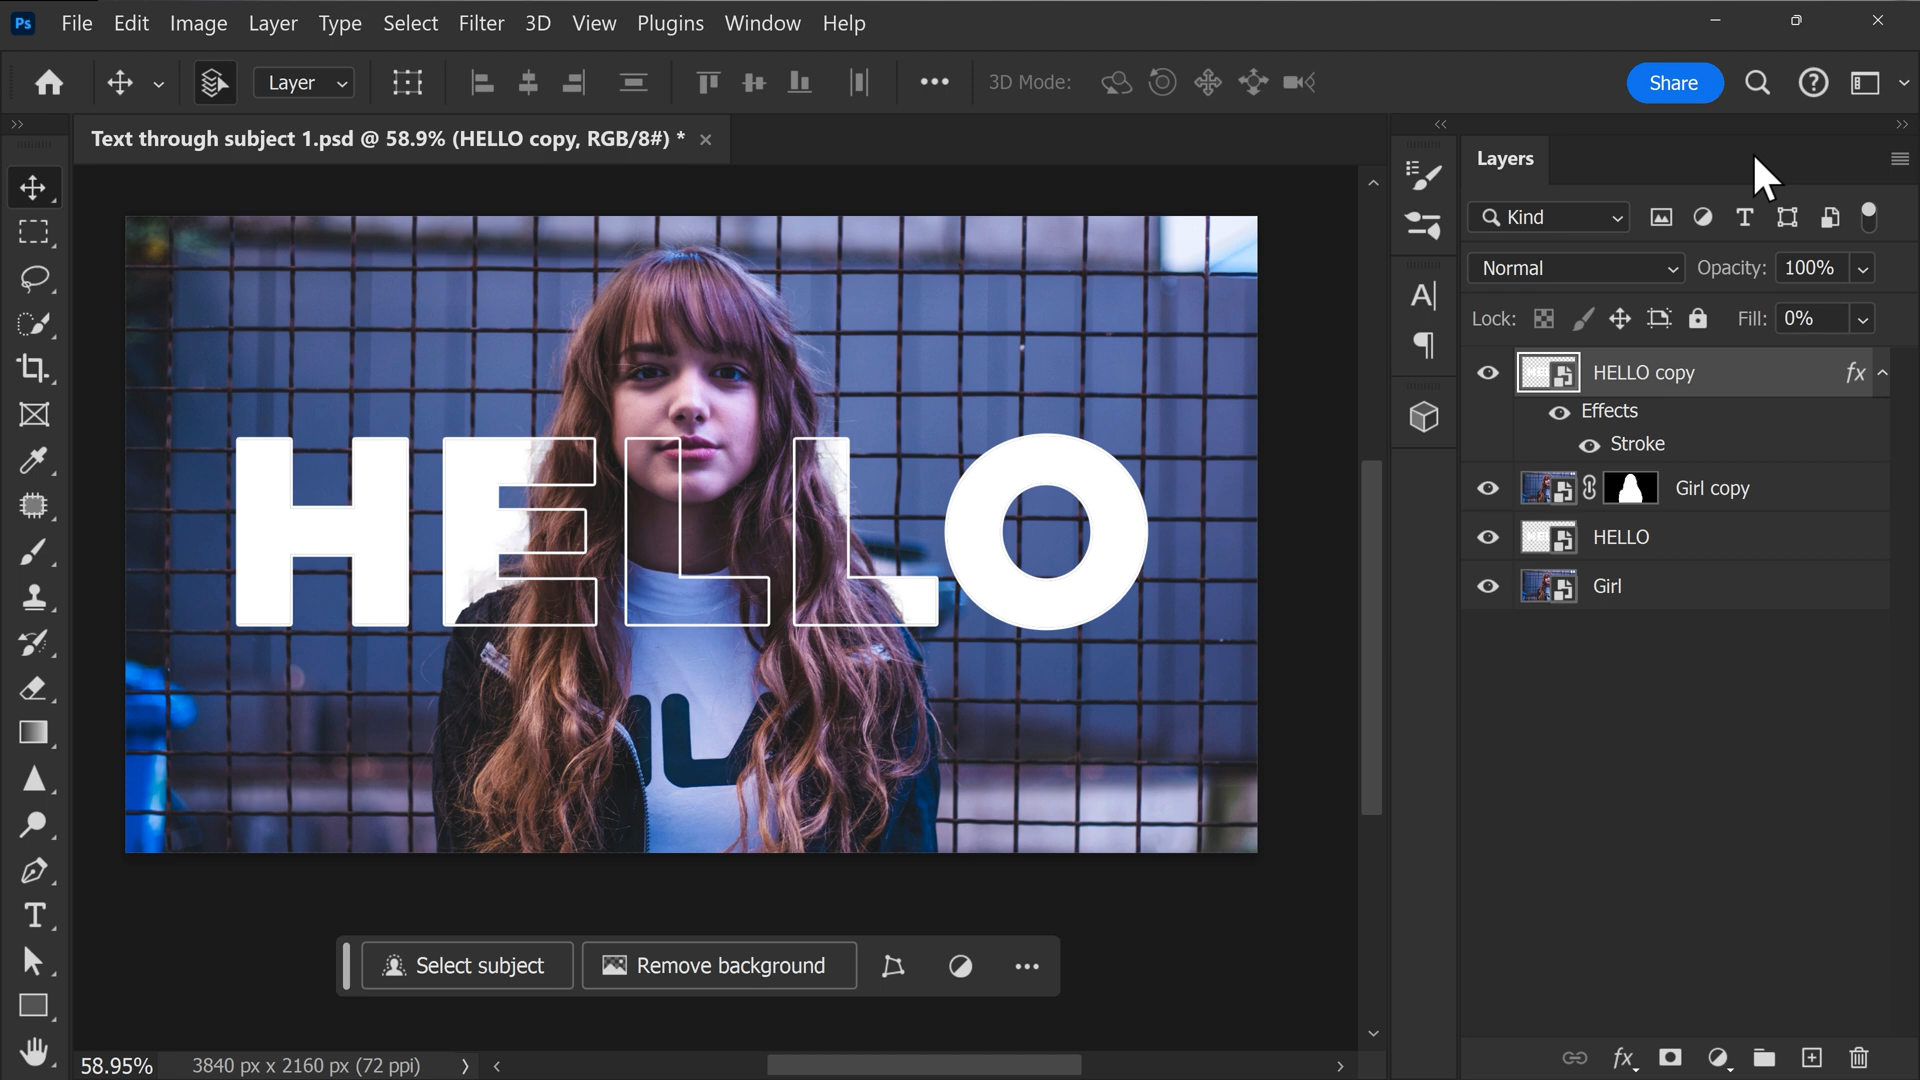 Ps File Edit Image Layer Type Select Filter 3D View Plugins Window Help
Layer 3D Mode: Share
Text through subject 1.psd @ 58.9% (HELLO copy, RGB/8#) *
Layers
Kind
Normal Opacity: 100%
Lock: Fill: 0%
HELLO copy fx
Effects
Stroke
Girl copy
HELLO
Girl
HELLO
Select subject Remove background
58.95% 3840 px x 2160 px (72 ppi)
fx